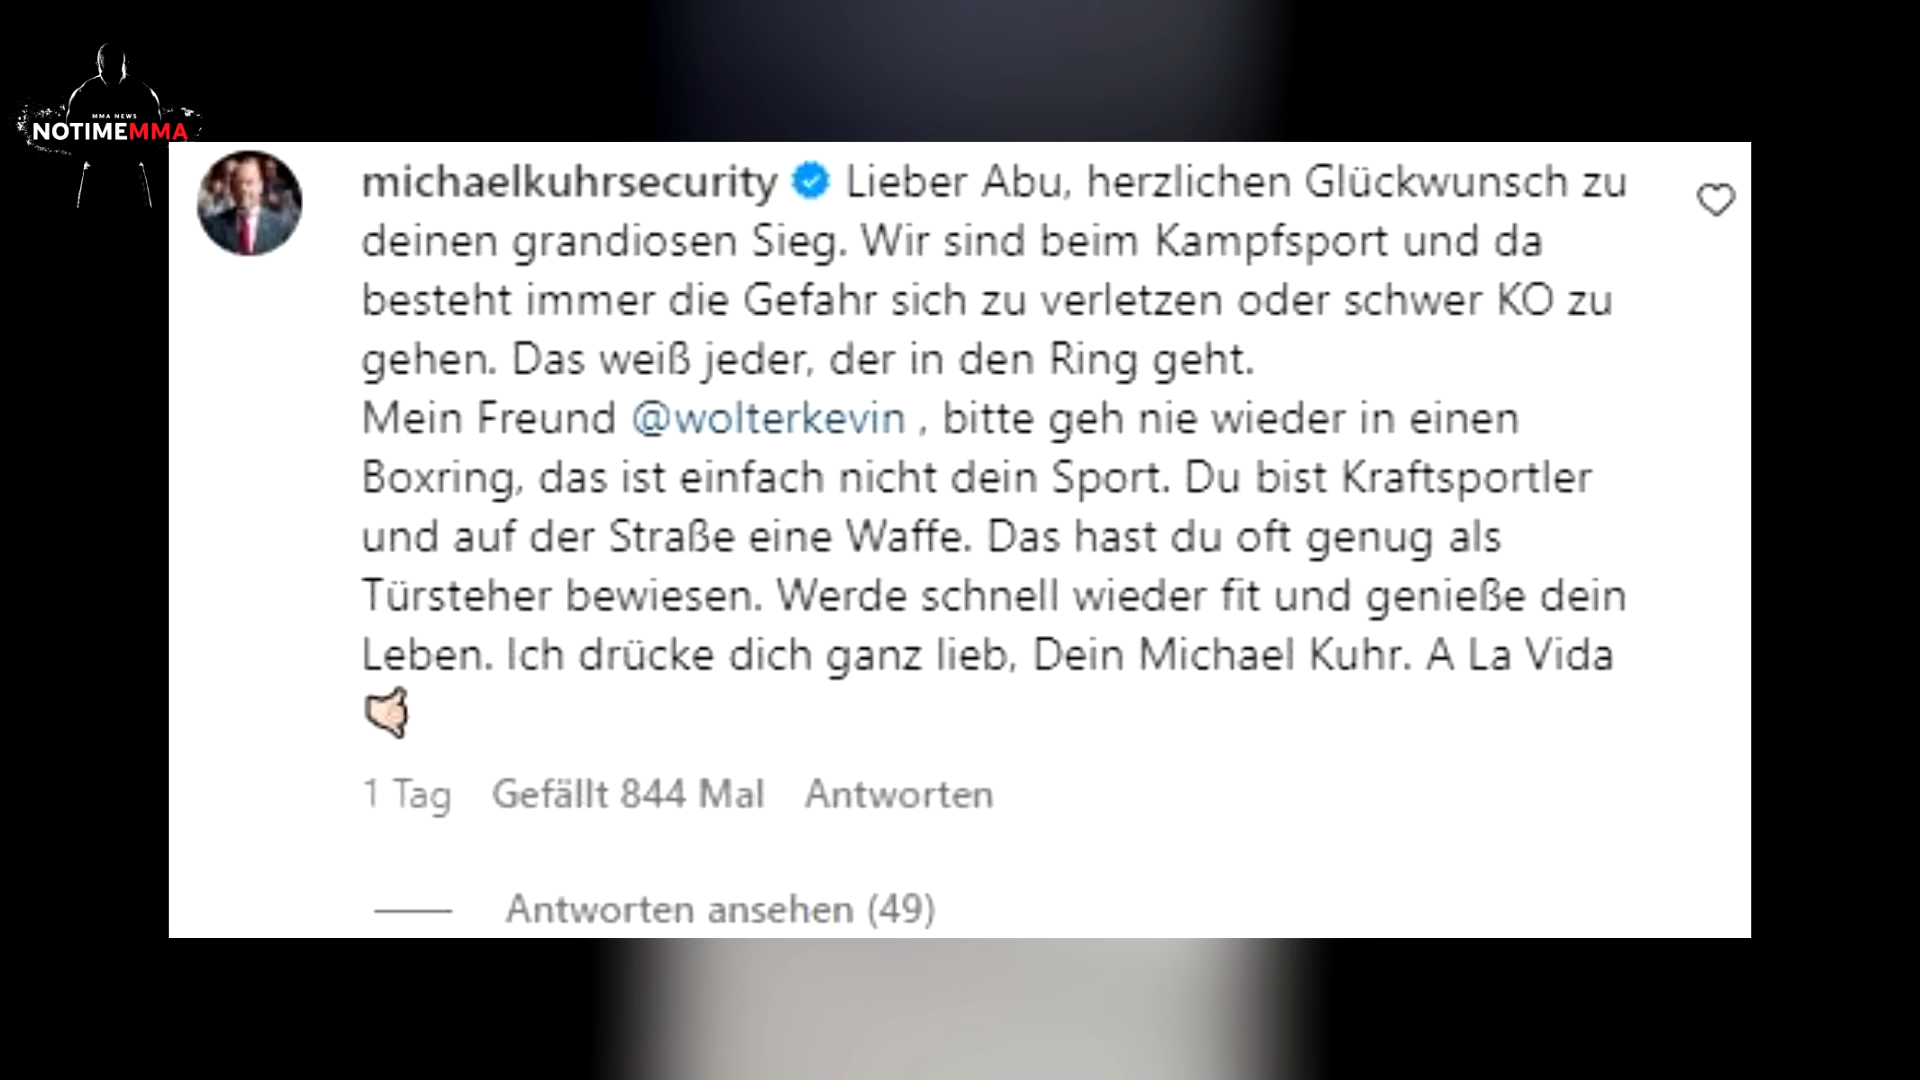 MMA NEWS
NOTIMEMMA
michaelkuhrsecurity Lieber Abu, herzlichen Glückwunsch zu
deinen grandiosen Sieg. Wir sind beim Kampfsport und da
besteht immer die Gefahr sich zu verletzen oder schwer KO zu
gehen. Das weiß jeder, der in den Ring geht.
Mein Freund @wolterkevin , bitte geh nie wieder in einen
Boxring, das ist einfach nicht dein Sport. Du bist Kraftsportler
und auf der Straße eine Waffe. Das hast du oft genug als
Türsteher bewiesen. Werde schnell wieder fit und genieße dein
Leben. Ich drücke dich ganz lieb, Dein Michael Kuhr. A La Vida
🤙🏻
1 Tag Gefällt 844 Mal Antworten
Antworten ansehen (49)